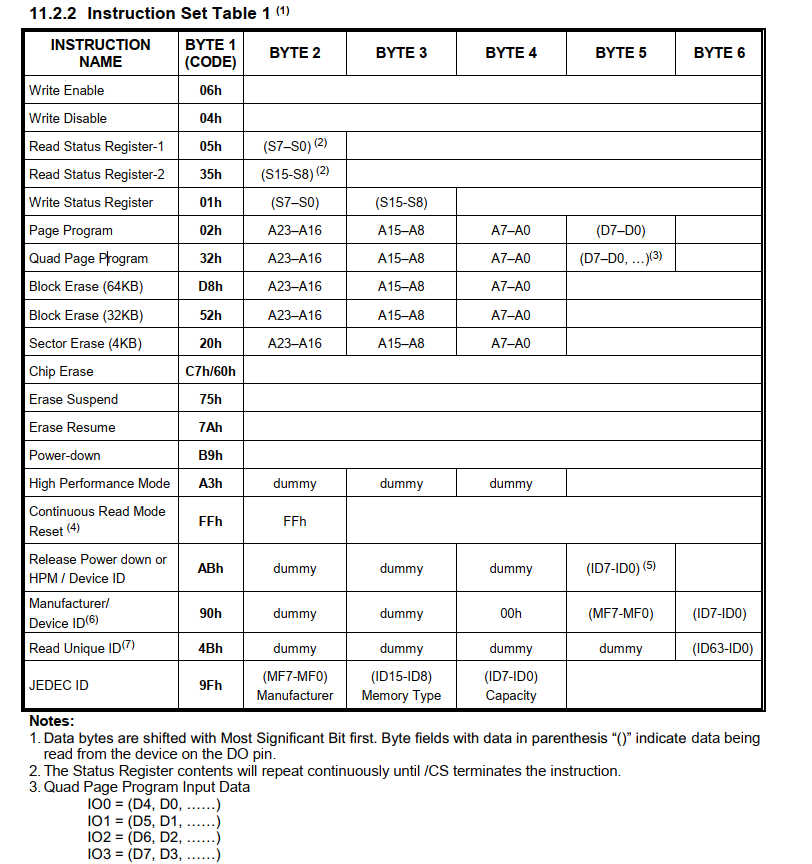 11.2.2 Instruction Set Table 1 (1)
INSTRUCTION NAME BYTE 1 (CODE) BYTE 2 BYTE 3 BYTE 4 BYTE 5 BYTE 6
Write Enable 06h
Write Disable 04h
Read Status Register-1 05h (S7–S0) (2)
Read Status Register-2 35h (S15-S8) (2)
Write Status Register 01h (S7–S0) (S15-S8)
Page Program 02h A23–A16 A15–A8 A7–A0 (D7–D0)
Quad Page Program 32h A23–A16 A15–A8 A7–A0 (D7–D0, …)(3)
Block Erase (64KB) D8h A23–A16 A15–A8 A7–A0
Block Erase (32KB) 52h A23–A16 A15–A8 A7–A0
Sector Erase (4KB) 20h A23–A16 A15–A8 A7–A0
Chip Erase C7h/60h
Erase Suspend 75h
Erase Resume 7Ah
Power-down B9h
High Performance Mode A3h dummy dummy dummy
Continuous Read Mode
Reset (4) FFh FFh
Release Power down or
HPM / Device ID ABh dummy dummy dummy (ID7-ID0) (5)
Manufacturer/
Device ID(6) 90h dummy dummy 00h (MF7-MF0) (ID7-ID0)
Read Unique ID(7) 4Bh dummy dummy dummy dummy (ID63-ID0)
JEDEC ID 9Fh (MF7-MF0) Manufacturer (ID15-ID8) Memory Type (ID7-ID0) Capacity
Notes:
1. Data bytes are shifted with Most Significant Bit first. Byte fields with data in parenthesis “()” indicate data being
read from the device on the DO pin.
2. The Status Register contents will repeat continuously until /CS terminates the instruction.
3. Quad Page Program Input Data
IO0 = (D4, D0, ……)
IO1 = (D5, D1, ……)
IO2 = (D6, D2, ……)
IO3 = (D7, D3, ……)